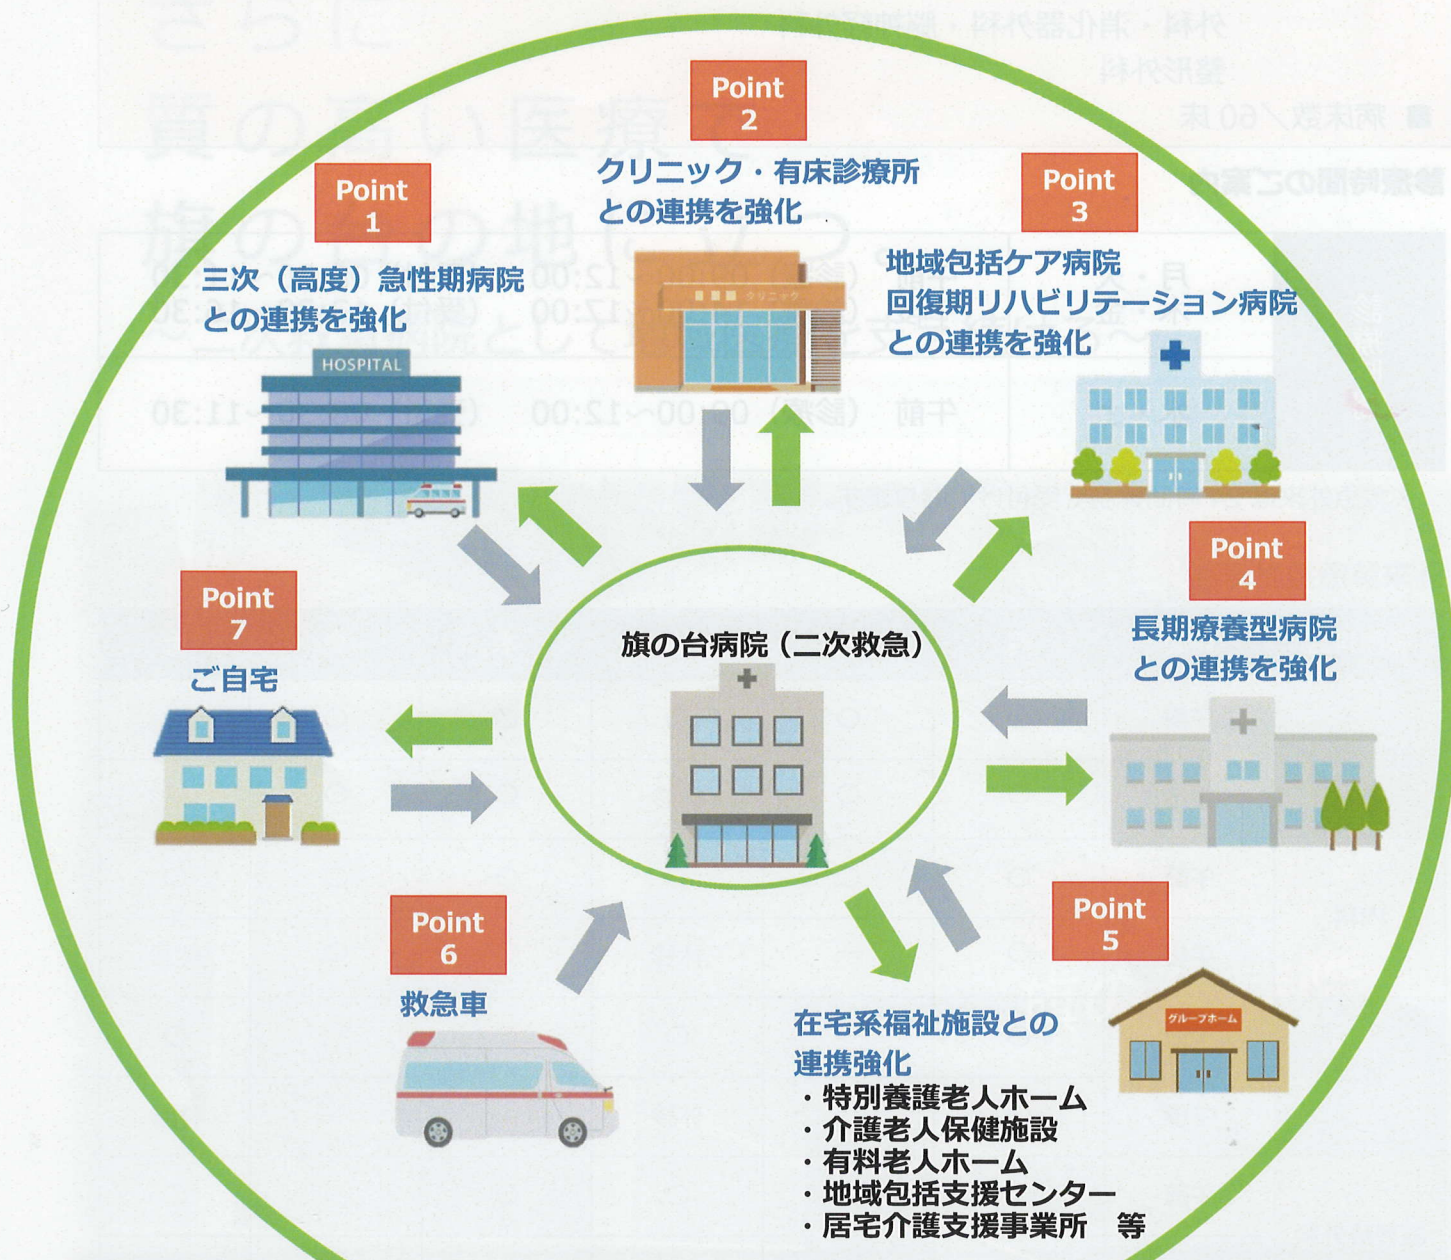 Point
1
三次（高度）急性期病院
との連携を強化
HOSPITAL
Point
2
クリニック・有床診療所
との連携を強化
クリニック
Point
3
地域包括ケア病院
回復期リハビリテーション病院
との連携を強化
Point
4
長期療養型病院
との連携を強化
Point
5
グループホーム
在宅系福祉施設との
連携強化
・特別養護老人ホーム
・介護老人保健施設
・有料老人ホーム
・地域包括支援センター
・居宅介護支援事業所　等
Point
6
救急車
Point
7
ご自宅
旗の台病院（二次救急）